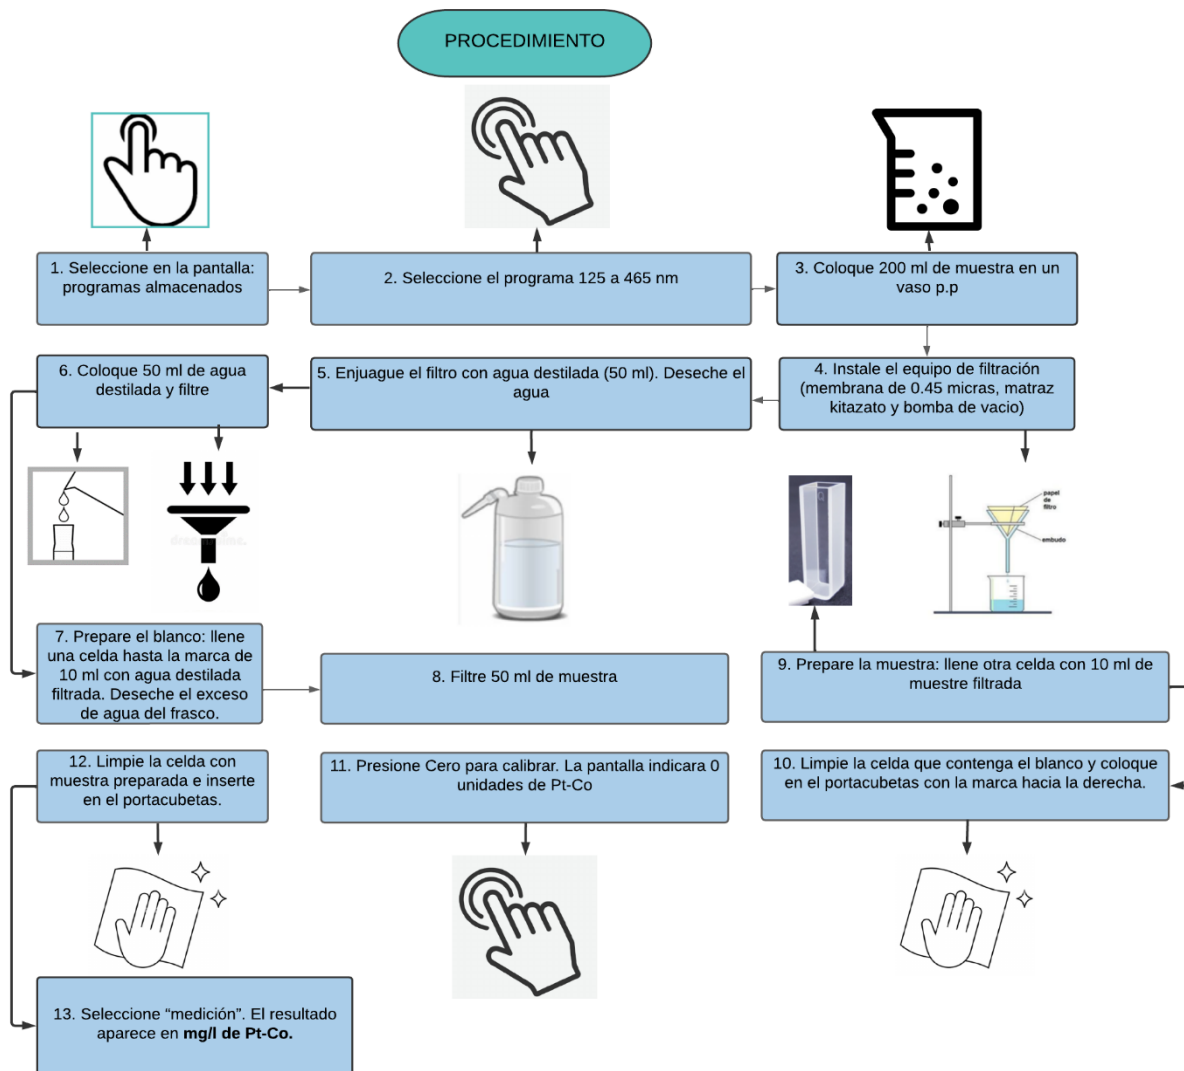 PROCEDIMIENTO
1. Seleccione en la pantalla:
programas almacenados
2. Seleccione el programa 125 a 465 nm
3. Coloque 200 ml de muestra en un
vaso p.p
4. Instale el equipo de filtración
(membrana de 0.45 micras, matraz
kitazato y bomba de vacio)
5. Enjuague el filtro con agua destilada (50 ml). Deseche el
agua
6. Coloque 50 ml de agua
destilada y filtre
papel
de
filtro
embudo
7. Prepare el blanco: llene
una celda hasta la marca de
10 ml con agua destilada
filtrada. Deseche el exceso
de agua del frasco.
8. Filtre 50 ml de muestra
9. Prepare la muestra: llene otra celda con 10 ml de
muestre filtrada
10. Limpie la celda que contenga el blanco y coloque
en el portacubetas con la marca hacia la derecha.
11. Presione Cero para calibrar. La pantalla indicara 0
unidades de Pt-Co
12. Limpie la celda con
muestra preparada e inserte
en el portacubetas.
13. Seleccione “medición”. El resultado
aparece en mg/l de Pt-Co.